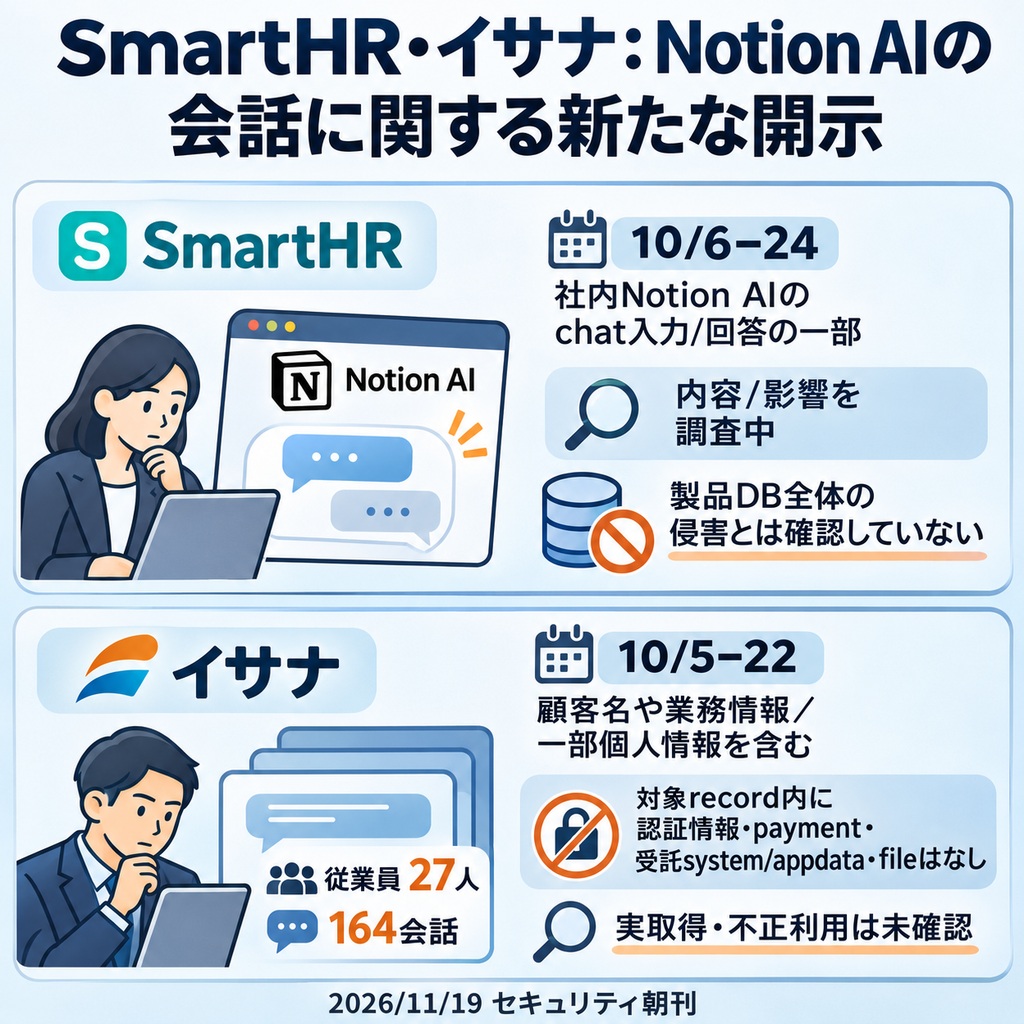 SmartHR・イサナ：Notion AIの
会話に関する新たな開示
S SmartHR
10/6–24
社内Notion AIの
chat入力/回答の一部
N Notion AI
内容/影響を
調査中
製品DB全体の
侵害とは確認していない
イサナ
10/5–22
顧客名や業務情報/
一部個人情報を含む
従業員 27人
164会話
対象record内に
認証情報・payment・
受託system/appdata・fileはなし
実取得・不正利用は未確認
2026/11/19 セキュリティ朝刊